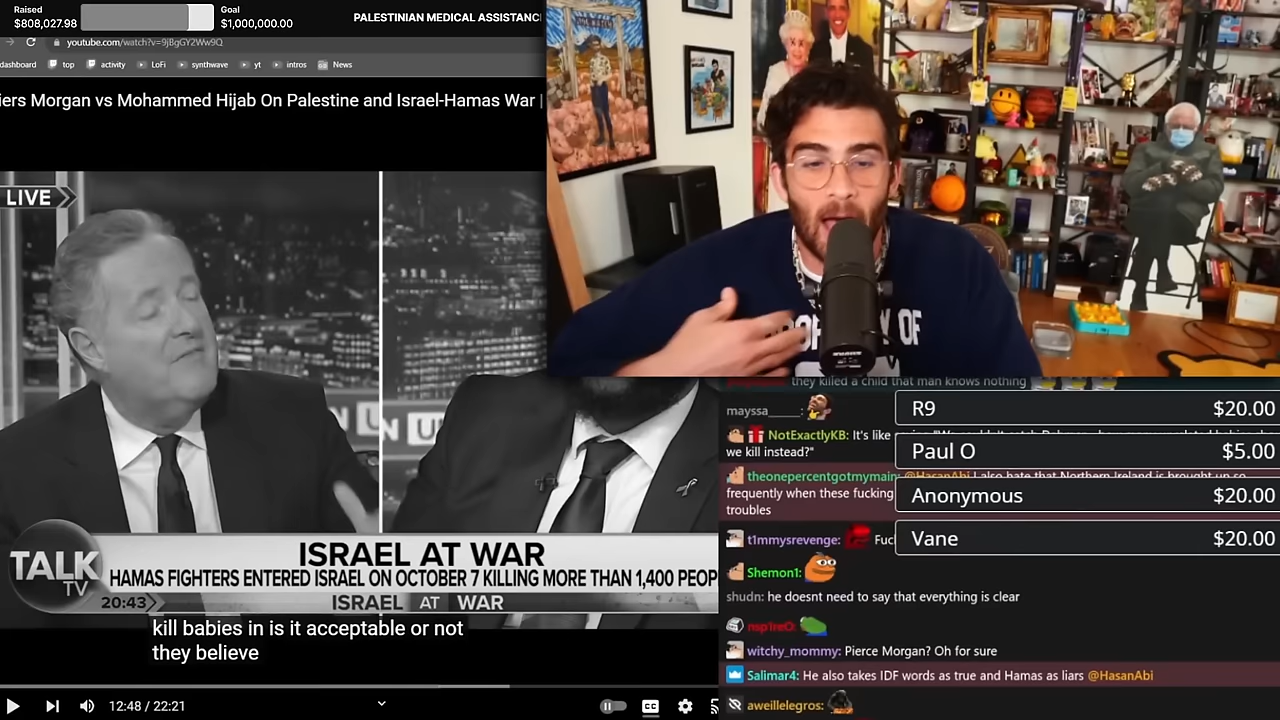 Raised
$808,027.98
Goal
$1,000,000.00
PALESTINIAN MEDICAL ASSISTANC
youtube.com/watch?v=9jBgGY2Ww9Q
dashboard top activity LoFi synthwave yt intros News
iers Morgan vs Mohammed Hijab On Palestine and Israel-Hamas War |
LIVE
UN
TALK
TV
ISRAEL AT WAR
HAMAS FIGHTERS ENTERED ISRAEL ON OCTOBER 7 KILLING MORE THAN 1,400 PEOP
20:43
ISRAEL AT WAR
kill babies in is it acceptable or not
they believe
12:48 / 22:21
CC
OF
they killed a child that man knows nothing
mayssa_____:
NotExactlyKB: It's like
we kill instead?"
theonepercentgotmymain: @HasanAbi I also hate that Northern Ireland is brought up so
frequently when these fucking
troubles
t1mmysrevenge: Fuc
Shemon1:
shudn: he doesnt need to say that everything is clear
nsp1reO:
witchy_mommy: Pierce Morgan? Oh for sure
Salimar4: He also takes IDF words as true and Hamas as liars @HasanAbi
aweillelegros:
R9 $20.00
Paul O $5.00
Anonymous $20.00
Vane $20.00